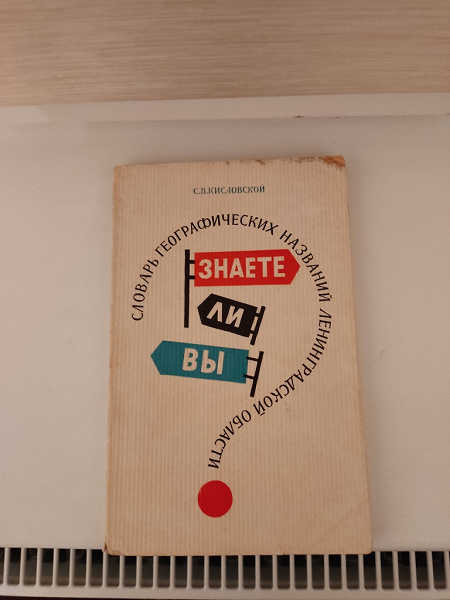 С.В.КИСЛОВСКОЙ
СЛОВАРЬ ГЕОГРАФИЧЕСКИХ НАЗВАНИЙ ЛЕНИНГРАДСКОЙ ОБЛАСТИ
ЗНАЕТЕ
ЛИ
ВЫ